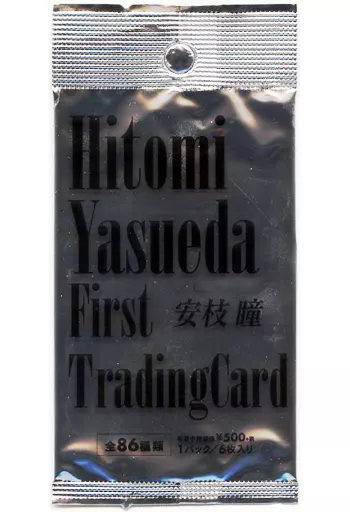 Hitomi
Yasueda
First 安枝 瞳
TradingCard
全86種類
¥500+税
1パック/6枚入り